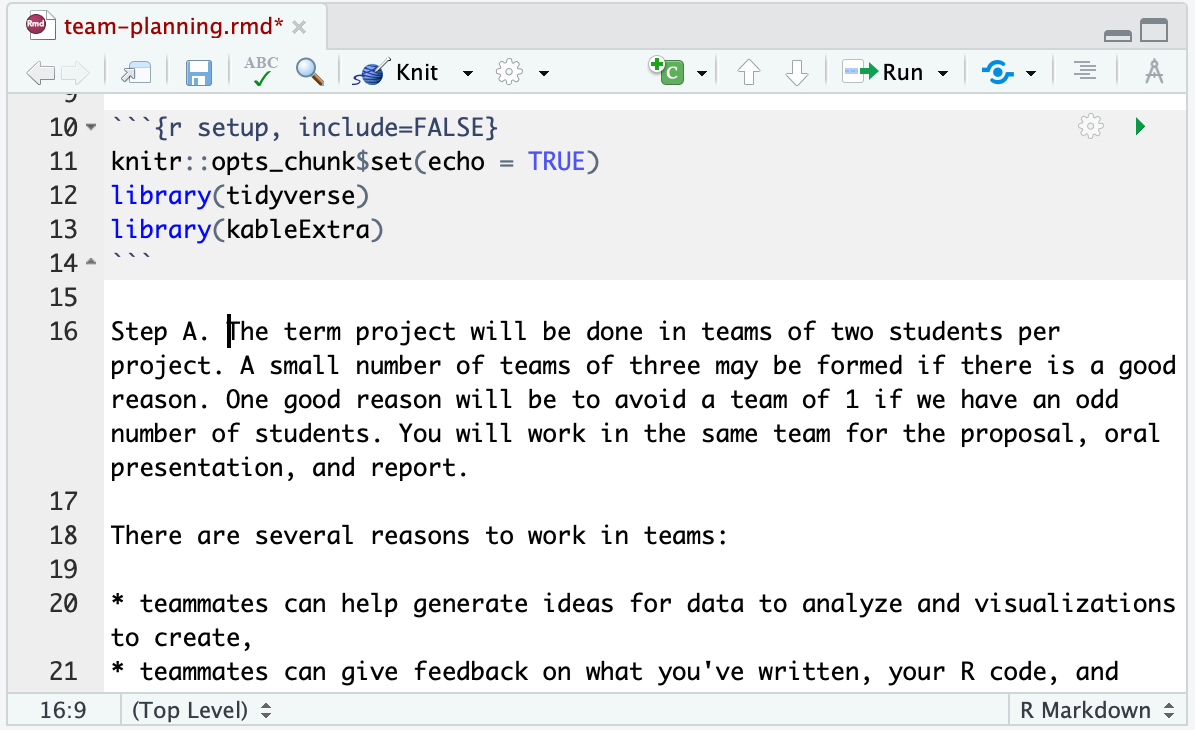 Rmd team-planning.rmd*
ABC Knit C Run
9
10 ```{r setup, include=FALSE}
11 knitr::opts_chunk$set(echo = TRUE)
12 library(tidyverse)
13 library(kableExtra)
14 ```
15
16 Step A. The term project will be done in teams of two students per
project. A small number of teams of three may be formed if there is a good
reason. One good reason will be to avoid a team of 1 if we have an odd
number of students. You will work in the same team for the proposal, oral
presentation, and report.
17
18 There are several reasons to work in teams:
19
20 * teammates can help generate ideas for data to analyze and visualizations
to create,
21 * teammates can give feedback on what you've written, your R code, and
16:9 (Top Level) R Markdown